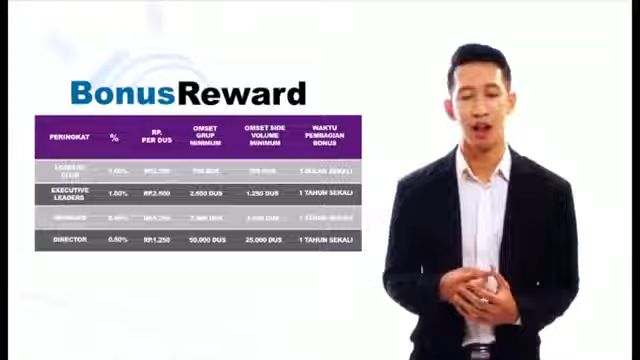 BonusReward
PERINGKAT % RP. PER DUS OMSET GRUP MINIMUM OMSET SIDE VOLUME MINIMUM WAKTU PEMBAGIAN BONUS
1.00%
EXECUTIVE LEADERS 1.00% RP.2.500 2.500 DUS 1.250 DUS 1 TAHUN SEKALI
1 TAHUN SEKALI
DIRECTOR 0.50% RP.1.250 50.000 DUS 25.000 DUS 1 TAHUN SEKALI